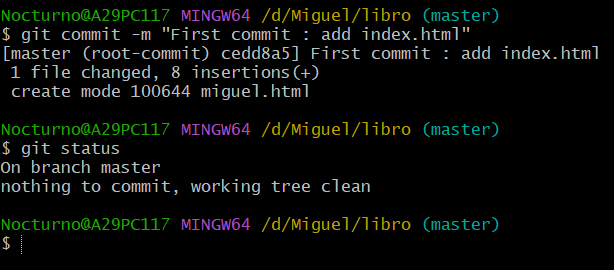 Nocturno@A29PC117 MINGW64 /d/Miguel/libro (master)
$ git commit -m "First commit : add index.html"
[master (root-commit) cedd8a5] First commit : add index.html
 1 file changed, 8 insertions(+)
 create mode 100644 miguel.html
Nocturno@A29PC117 MINGW64 /d/Miguel/libro (master)
$ git status
On branch master
nothing to commit, working tree clean
Nocturno@A29PC117 MINGW64 /d/Miguel/libro (master)
$